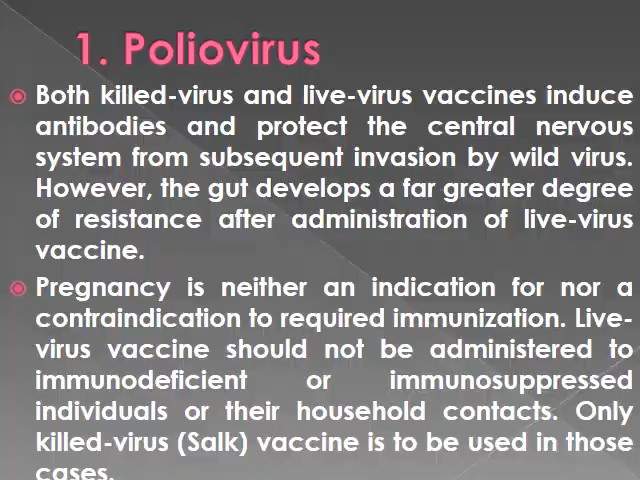 1. Poliovirus
Both killed-virus and live-virus vaccines induce
antibodies and protect the central nervous
system from subsequent invasion by wild virus.
However, the gut develops a far greater degree
of resistance after administration of live-virus
vaccine.
Pregnancy is neither an indication for nor a
contraindication to required immunization. Live-
virus vaccine should not be administered to
immunodeficient or immunosuppressed
individuals or their household contacts. Only
killed-virus (Salk) vaccine is to be used in those
cases.